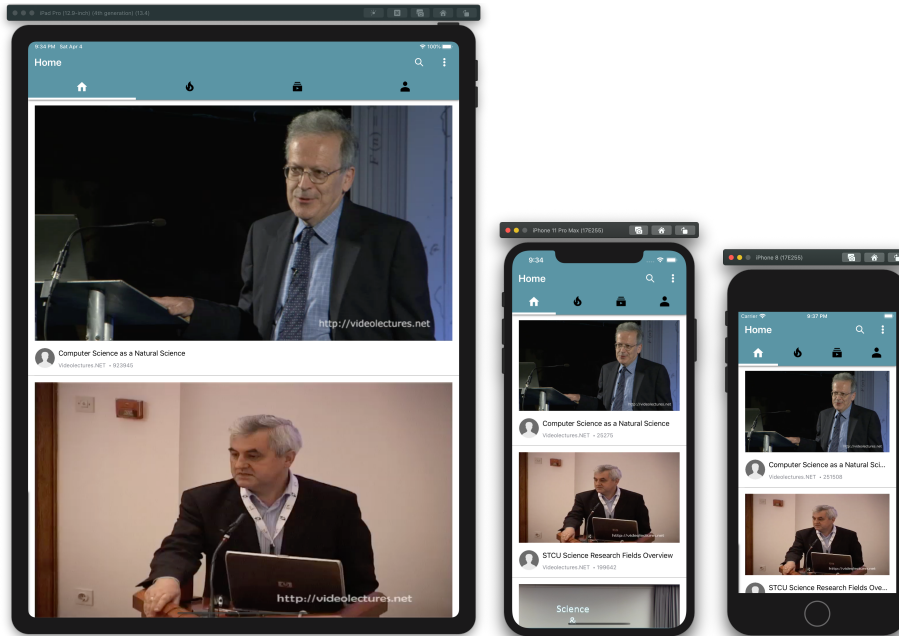 iPad Pro (12.9-inch) (4th generation) (13.4)
9:34 PM Sat Apr 4
100%
Home
http://videolectures.net
Computer Science as a Natural Science
Videolectures.NET • 923945
http://videolectures.net
iPhone 11 Pro Max (17E255)
9:34
Home
http://videolectures.net
Computer Science as a Natural Science
Videolectures.NET • 25275
http://videolectures.net
STCU Science Research Fields Overview
Videolectures.NET • 199642
Science
&
iPhone 8 (17E255)
Carrier
9:37 PM
Home
http://videolectures.net
Computer Science as a Natural Sci...
Videolectures.NET • 251508
http://videolectures.net
STCU Science Research Fields Ove...